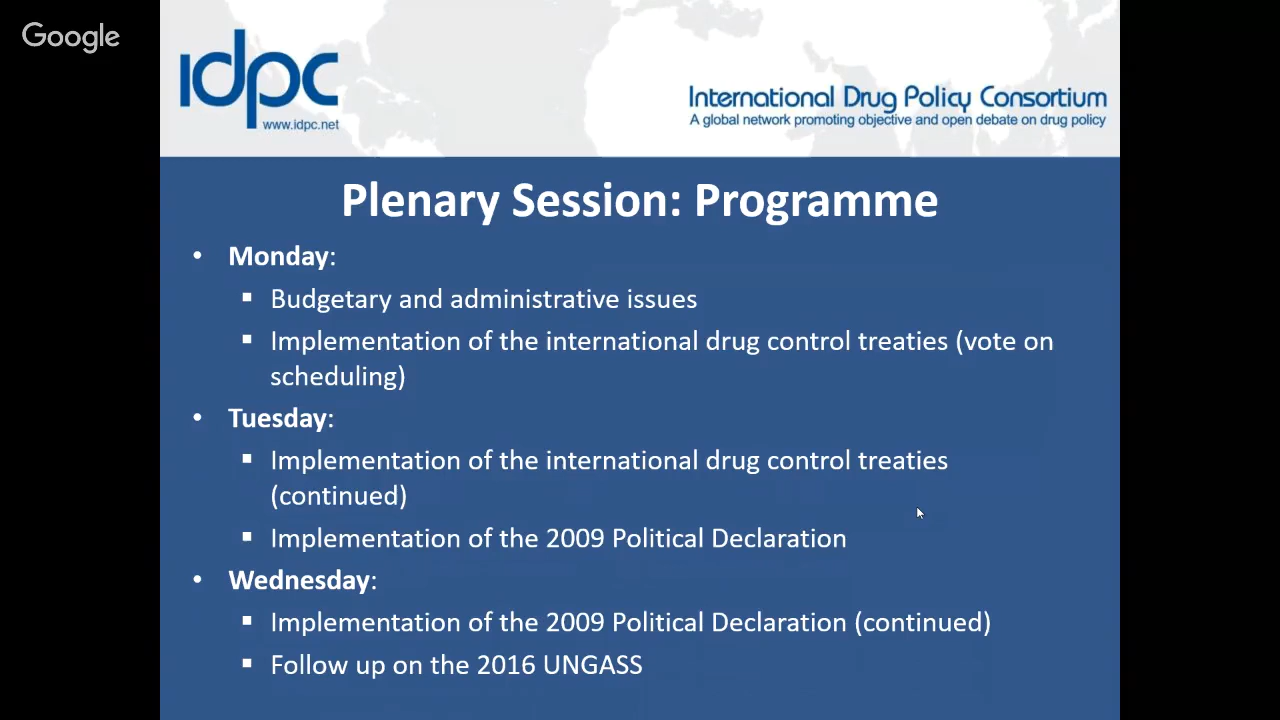 Google
idpc
www.idpc.net
International Drug Policy Consortium
A global network promoting objective and open debate on drug policy
Plenary Session: Programme
• Monday:
▪ Budgetary and administrative issues
▪ Implementation of the international drug control treaties (vote on
scheduling)
• Tuesday:
▪ Implementation of the international drug control treaties
(continued)
▪ Implementation of the 2009 Political Declaration
• Wednesday:
▪ Implementation of the 2009 Political Declaration (continued)
▪ Follow up on the 2016 UNGASS